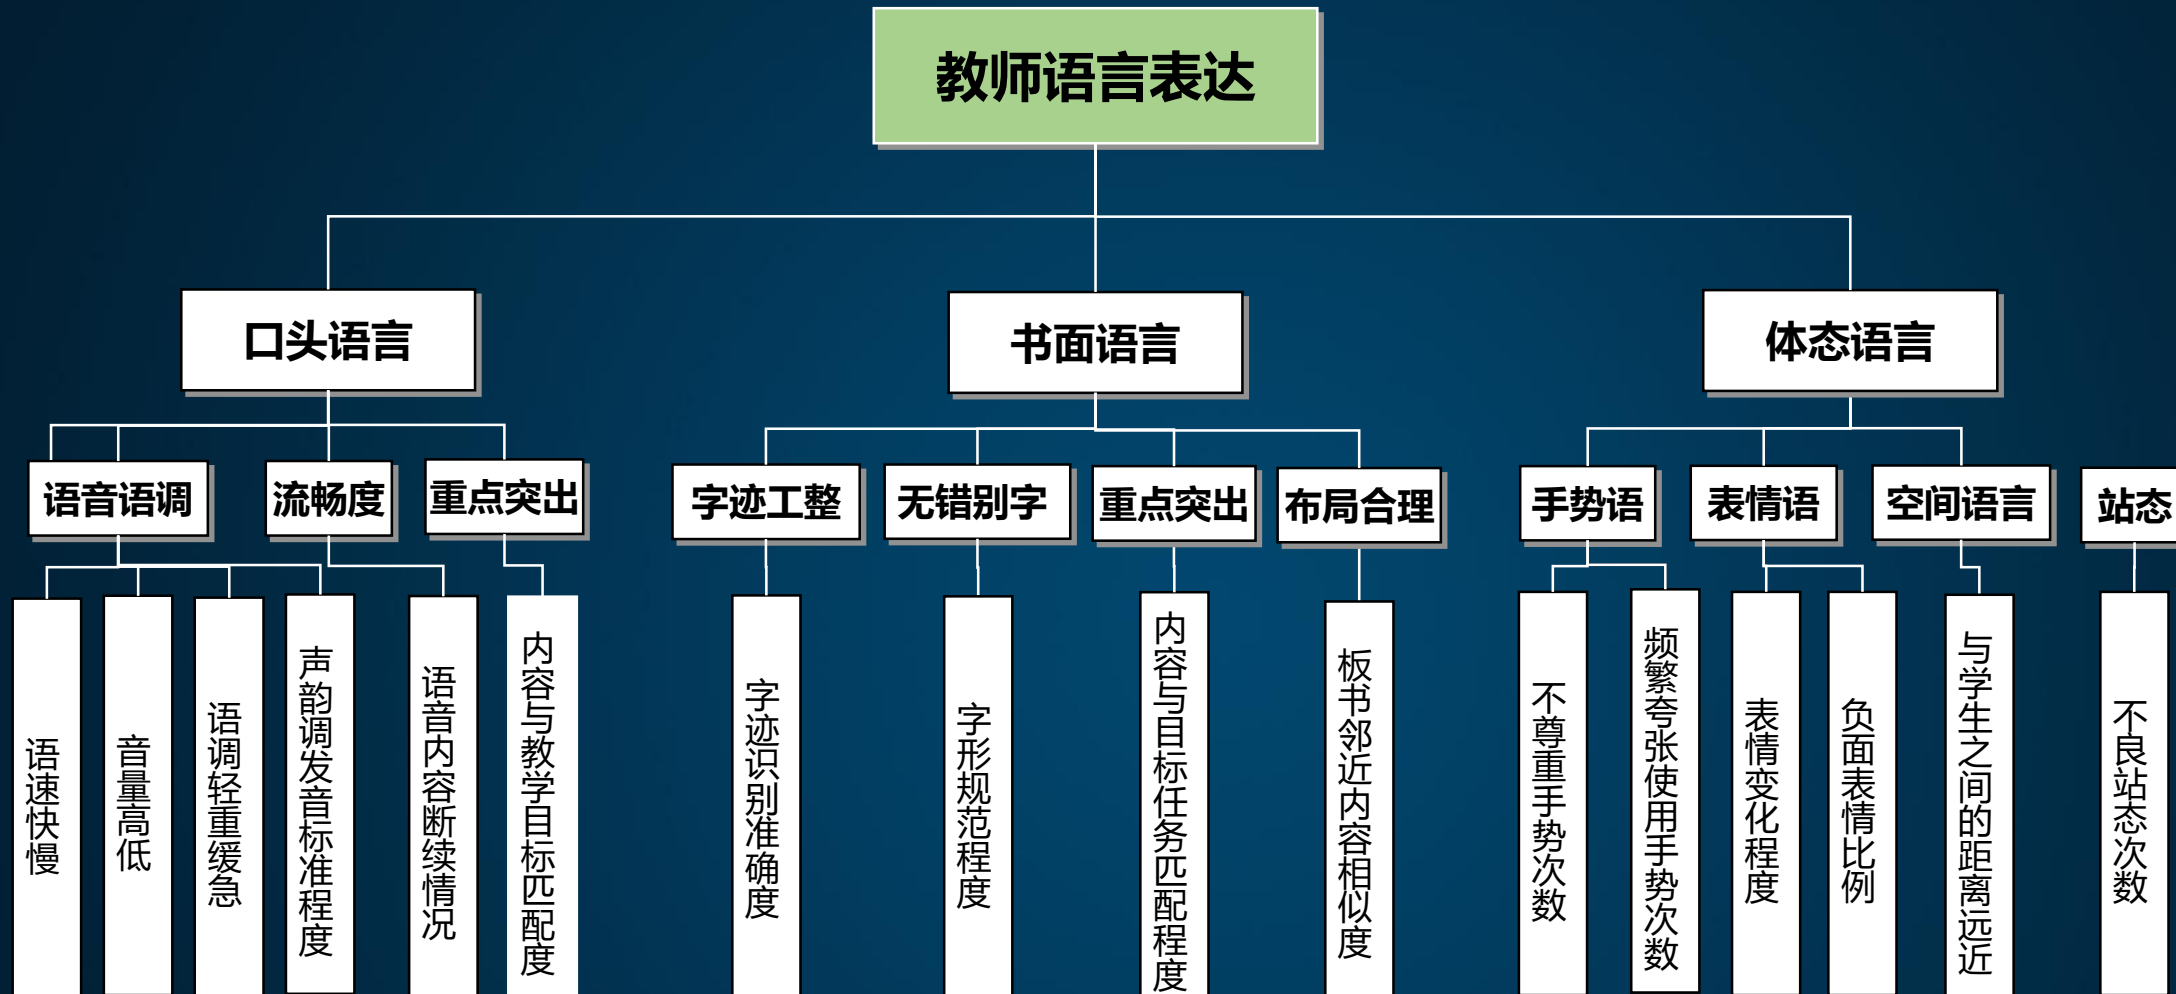 教师语言表达
口头语言
书面语言
体态语言
语音语调
流畅度
重点突出
字迹工整
无错别字
重点突出
布局合理
手势语
表情语
空间语言
站态
语速快慢
音量高低
语调轻重缓急
声韵调发音标准程度
语音内容断续情况
内容与教学目标匹配度
字迹识别准确度
字形规范程度
内容与目标任务匹配程度
板书邻近内容相似度
不尊重手势次数
频繁夸张使用手势次数
表情变化程度
负面表情比例
与学生之间的距离远近
不良站态次数